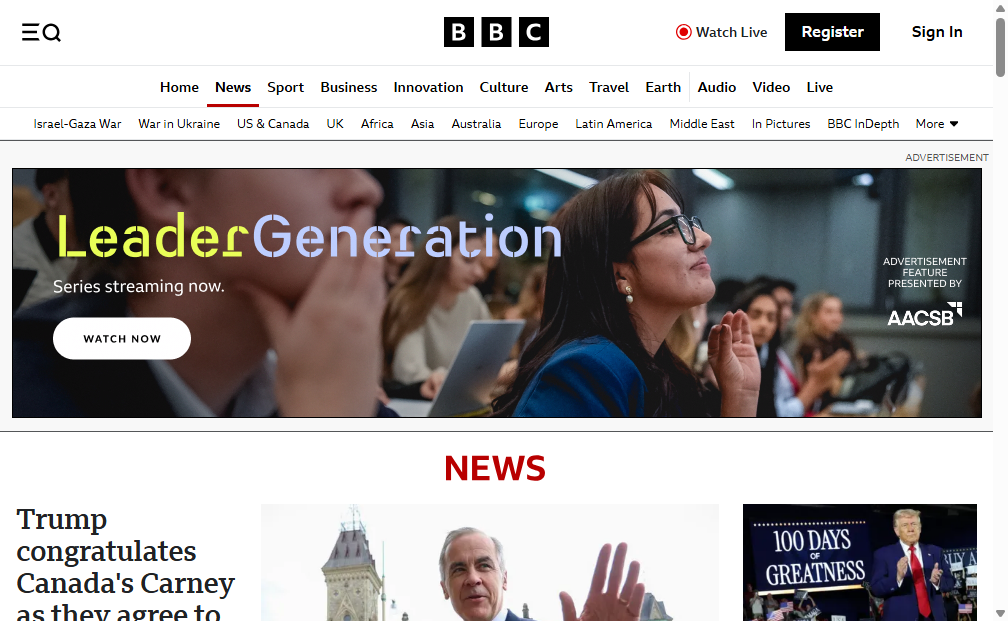 BBC
Watch Live
Register
Sign In
Home News Sport Business Innovation Culture Arts Travel Earth Audio Video Live
Israel-Gaza War War in Ukraine US & Canada UK Africa Asia Australia Europe Latin America Middle East In Pictures BBC InDepth More
ADVERTISEMENT
LeaderGeneration
Series streaming now.
WATCH NOW
ADVERTISEMENT
FEATURE
PRESENTED BY
AACSB
NEWS
Trump
congratulates
Canada's Carney
as they agree to
100 DAYS
OF
GREATNESS